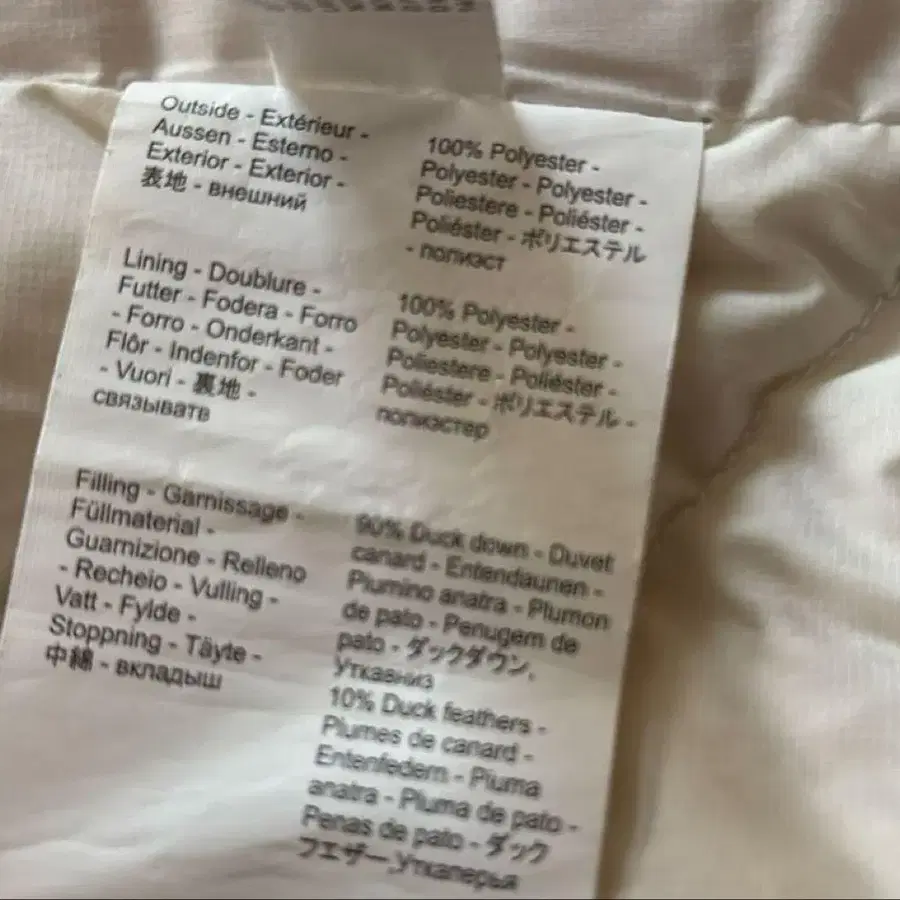 Outside - Extérieur -
Aussen - Esterno -
Exterior - Exterior -
表地 - внешний
100% Polyester -
Polyester - Polyester -
Poliestere - Poliéster -
Poliéster - ポリエステル
- полиэст
Lining - Doublure -
Futter - Fodera - Forro
- Forro - Onderkant -
Flôr - Indenfor - Foder
- Vuori - 裏地 -
связывать
100% Polyester -
Polyester - Polyester -
Poliestere - Poliéster -
Poliéster - ポリエステル -
полиэстер
Filling - Garnissage -
Füllmaterial -
Guarnizione - Relleno
- Recheio - Vulling -
Vatt - Fylde -
Stoppning - Täyte -
中綿 - вкладыш
90% Duck down - Duvet
canard - Entendaunen -
Piumino anatra - Plumon
de pato - Penugem de
pato - ダックダウン,
Утkавниз
10% Duck feathers -
Plumes de canard -
Entenfedern - Piuma
anatra - Pluma de pato -
Penas de pato - ダック
フエザー,Утkаперья